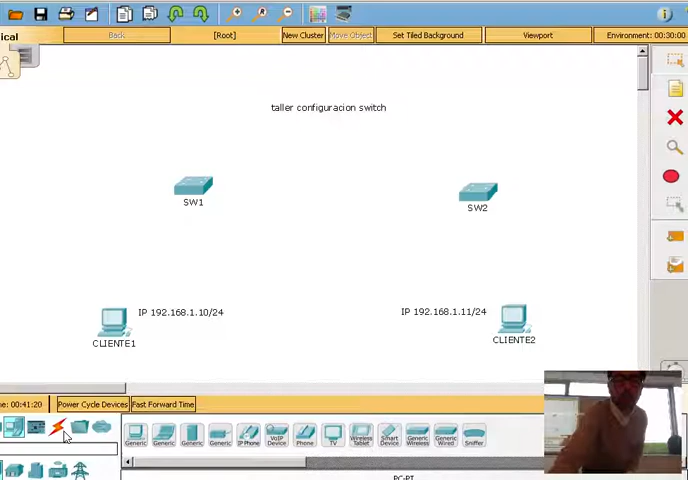 ical
Back
[Root]
New Cluster
Move Object
Set Tiled Background
Viewport
Environment: 00:30:00
taller configuracion switch
SW1
SW2
IP 192.168.1.10/24
IP 192.168.1.11/24
CLIENTE1
CLIENTE2
ne: 00:41:20
Power Cycle Devices
Fast Forward Time
Generic
Generic
Generic
Generic
IP Phone
VoIP Device
Phone
TV
Wireless Tablet
Smart Device
Generic Wireless
Generic Wired
Sniffer
PC-PT